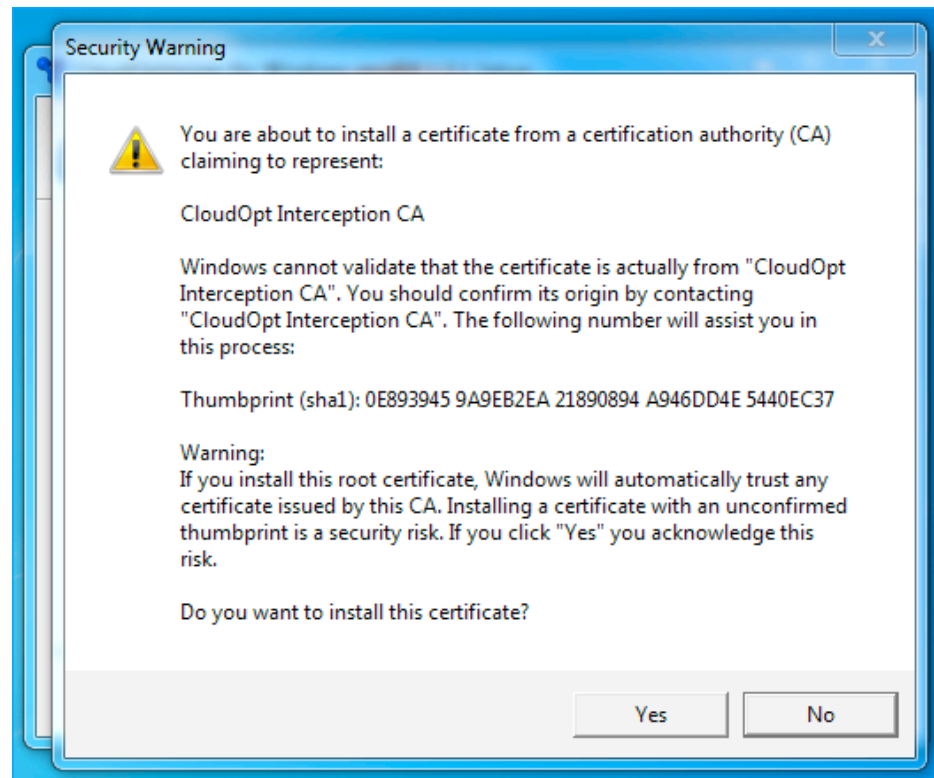 Security Warning
You are about to install a certificate from a certification authority (CA)
claiming to represent:
CloudOpt Interception CA
Windows cannot validate that the certificate is actually from "CloudOpt
Interception CA". You should confirm its origin by contacting
"CloudOpt Interception CA". The following number will assist you in
this process:
Thumbprint (sha1): 0E893945 9A9EB2EA 21890894 A946DD4E 5440EC37
Warning:
If you install this root certificate, Windows will automatically trust any
certificate issued by this CA. Installing a certificate with an unconfirmed
thumbprint is a security risk. If you click "Yes" you acknowledge this
risk.
Do you want to install this certificate?
Yes
No